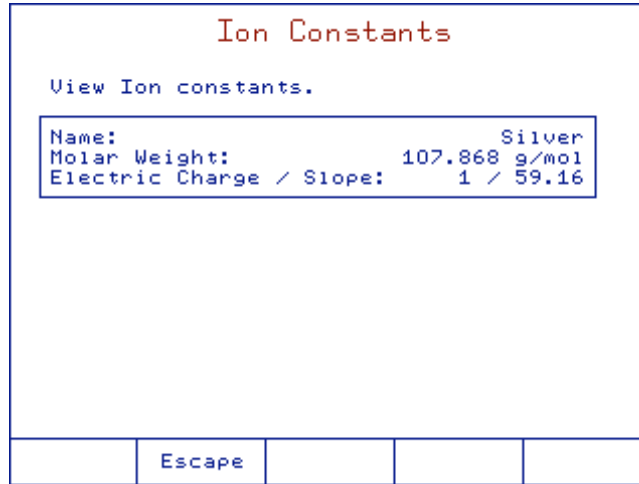 Ion Constants
View Ion constants.
Name: Silver
Molar Weight: 107.868 g/mol
Electric Charge / Slope: 1 / 59.16
Escape